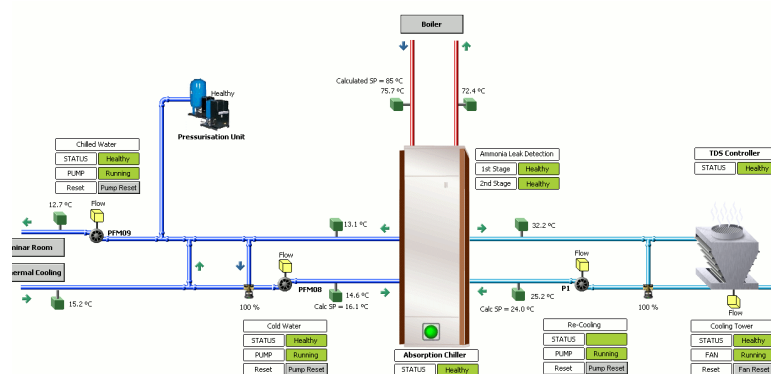 Boiler
Calculated SP = 85 ºC
75.7 ºC
72.4 ºC
Healthy
Pressurisation Unit
Chilled Water
STATUS Healthy
PUMP Running
Reset Pump Reset
Ammonia Leak Detection
1st Stage Healthy
2nd Stage Healthy
TDS Controller
STATUS Healthy
12.7 ºC
Flow
PFM09
13.1 ºC
32.2 ºC
Room
Cooling
15.2 ºC
100 %
Flow
PFM08
14.6 ºC
Calc SP = 16.1 ºC
25.2 ºC
Calc SP = 24.0 ºC
Flow
P1
100 %
Flow
Cold Water
STATUS Healthy
PUMP Running
Reset Pump Reset
Absorption Chiller
STATUS Healthy
Re-Cooling
STATUS
PUMP Running
Reset Pump Reset
Cooling Tower
STATUS Healthy
FAN Running
Reset Fan Reset